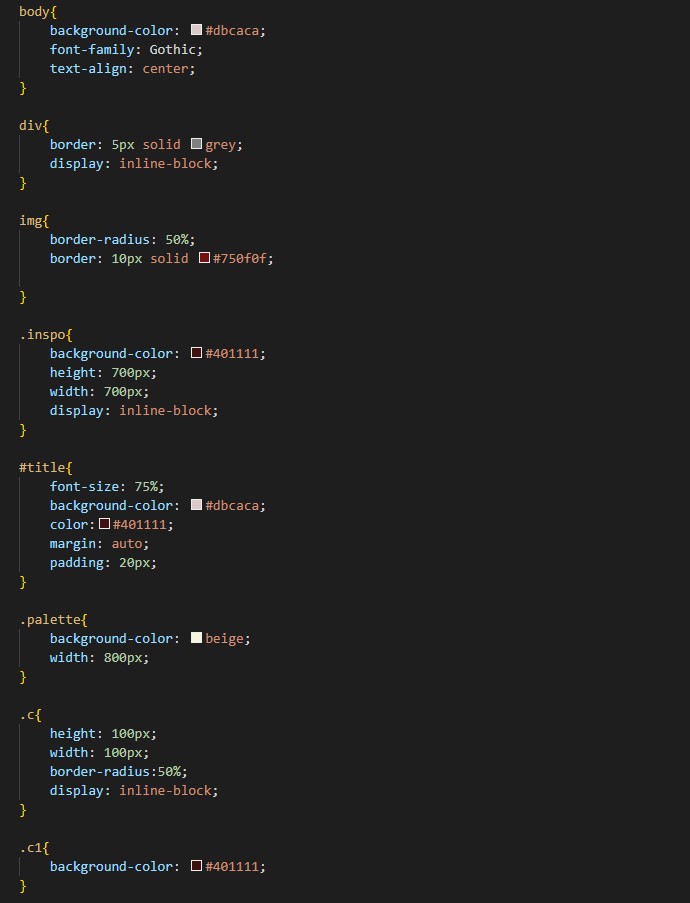 body{
    background-color: #dbcaca;
    font-family: Gothic;
    text-align: center;
}

div{
    border: 5px solid grey;
    display: inline-block;
}

img{
    border-radius: 50%;
    border: 10px solid #750f0f;

}

.inspo{
    background-color: #401111;
    height: 700px;
    width: 700px;
    display: inline-block;
}

#title{
    font-size: 75%;
    background-color: #dbcaca;
    color:#401111;
    margin: auto;
    padding: 20px;
}

.palette{
    background-color: beige;
    width: 800px;
}

.c{
    height: 100px;
    width: 100px;
    border-radius:50%;
    display: inline-block;
}

.c1{
    background-color: #401111;
}